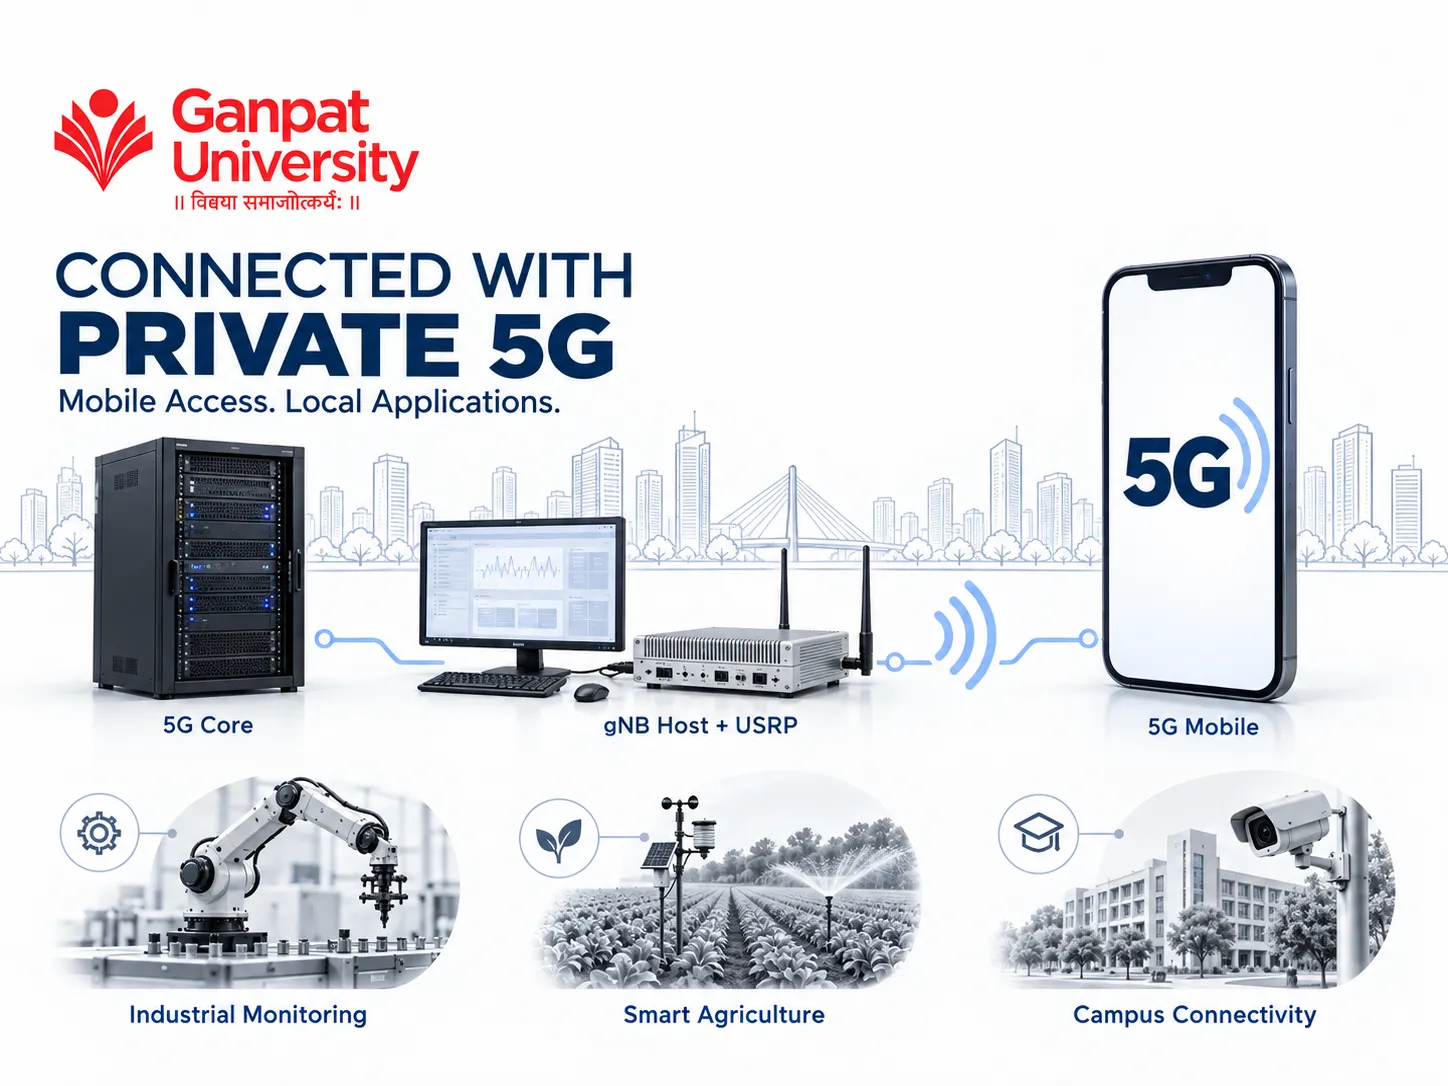 Ganpat
University
॥ विद्यया समाजोत्कर्षः ॥
CONNECTED WITH
PRIVATE 5G
Mobile Access. Local Applications.
5G
5G Core
gNB Host + USRP
5G Mobile
Industrial Monitoring
Smart Agriculture
Campus Connectivity